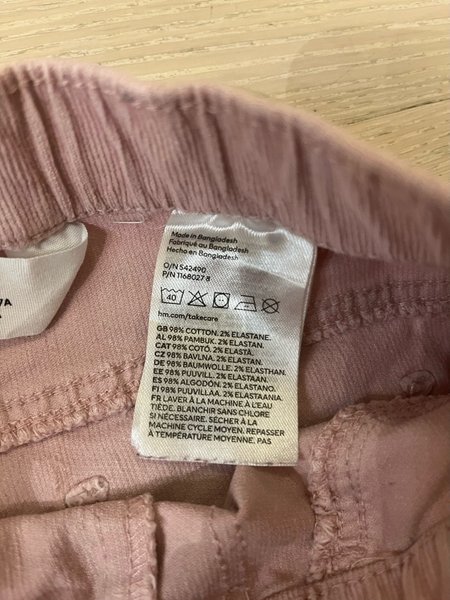 Made in Bangladesh
Fabriqué au Bangladesh
Hecho en Bangladesh
O/N 542490
P/N 1168027 8
40
hm.com/takecare
GB 98% COTTON. 2% ELASTANE.
AL 98% PAMBUK. 2% ELASTAN.
CAT 98% COTÓ. 2% ELASTÀ.
CZ 98% BAVLNA. 2% ELASTAN.
DE 98% BAUMWOLLE. 2% ELASTHAN.
EE 98% PUUVILL. 2% ELASTAAN.
ES 98% ALGODÓN. 2% ELASTANO.
FI 98% PUUVILLAA. 2% ELASTAANIA.
FR LAVER À LA MACHINE À L'EAU
TIÈDE. BLANCHIR SANS CHLORE
SI NÉCESSAIRE. SÉCHER À LA
MACHINE CYCLE MOYEN. REPASSER
À TEMPÉRATURE MOYENNE. PAS